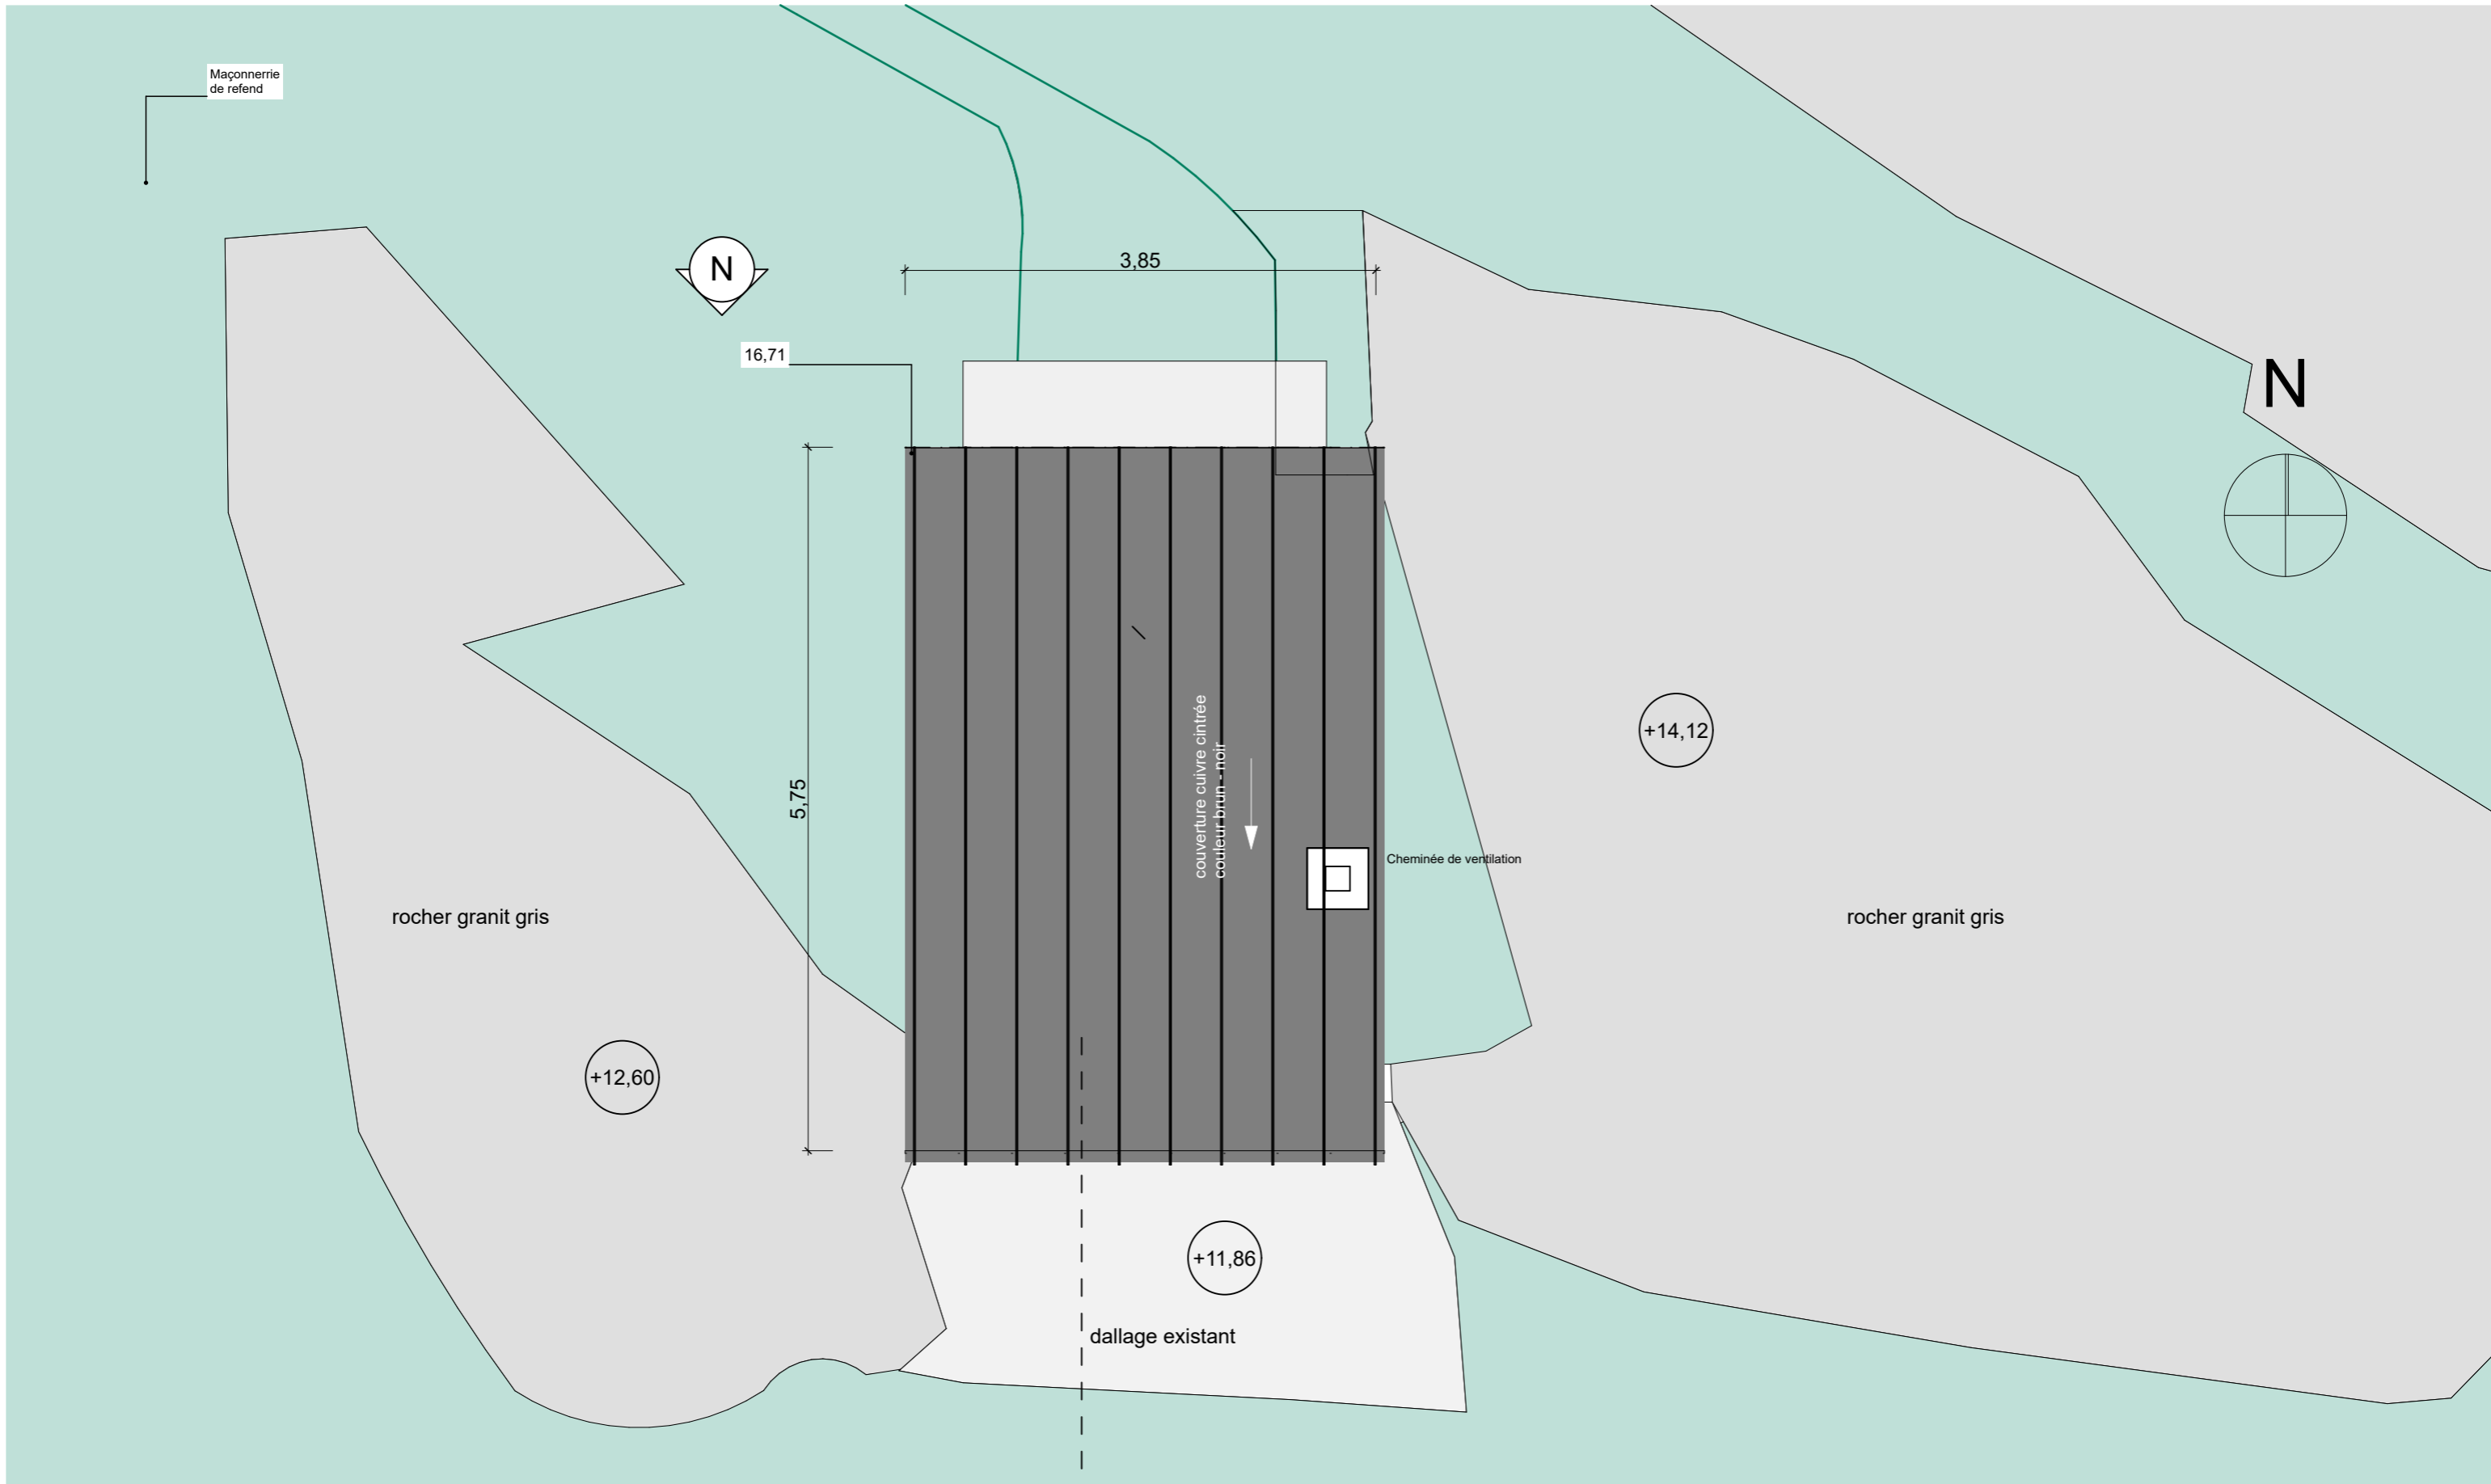 Maçonnerrie
de refend
N
3,85
16,71
N
5,75
couverture cuivre cintrée
couleur brun - noir
+14,12
Cheminée de ventilation
rocher granit gris
rocher granit gris
+12,60
+11,86
dallage existant